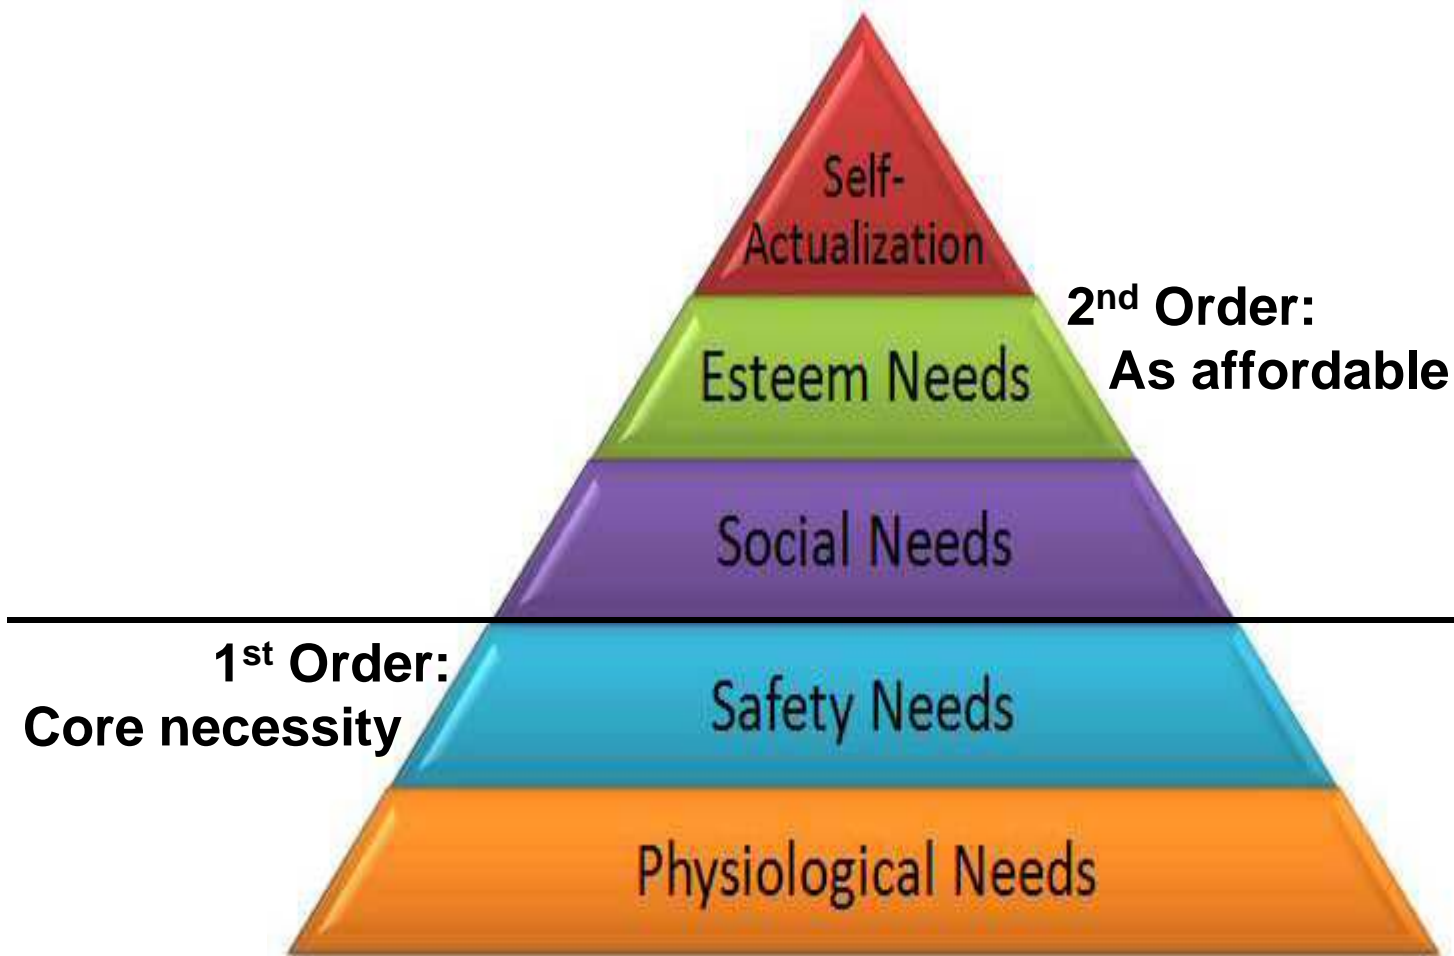 Self-
Actualization
2nd Order:
As affordable
Esteem Needs
Social Needs
1st Order:
Core necessity
Safety Needs
Physiological Needs